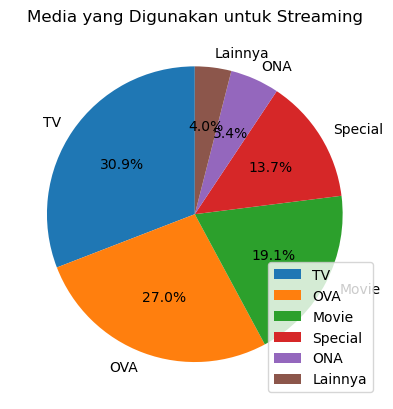 Media yang Digunakan untuk Streaming
Lainnya
ONA
TV
Special
4.0%
5.4%
30.9%
13.7%
19.1%
Movie
27.0%
OVA
TV
OVA
Movie
Special
ONA
Lainnya